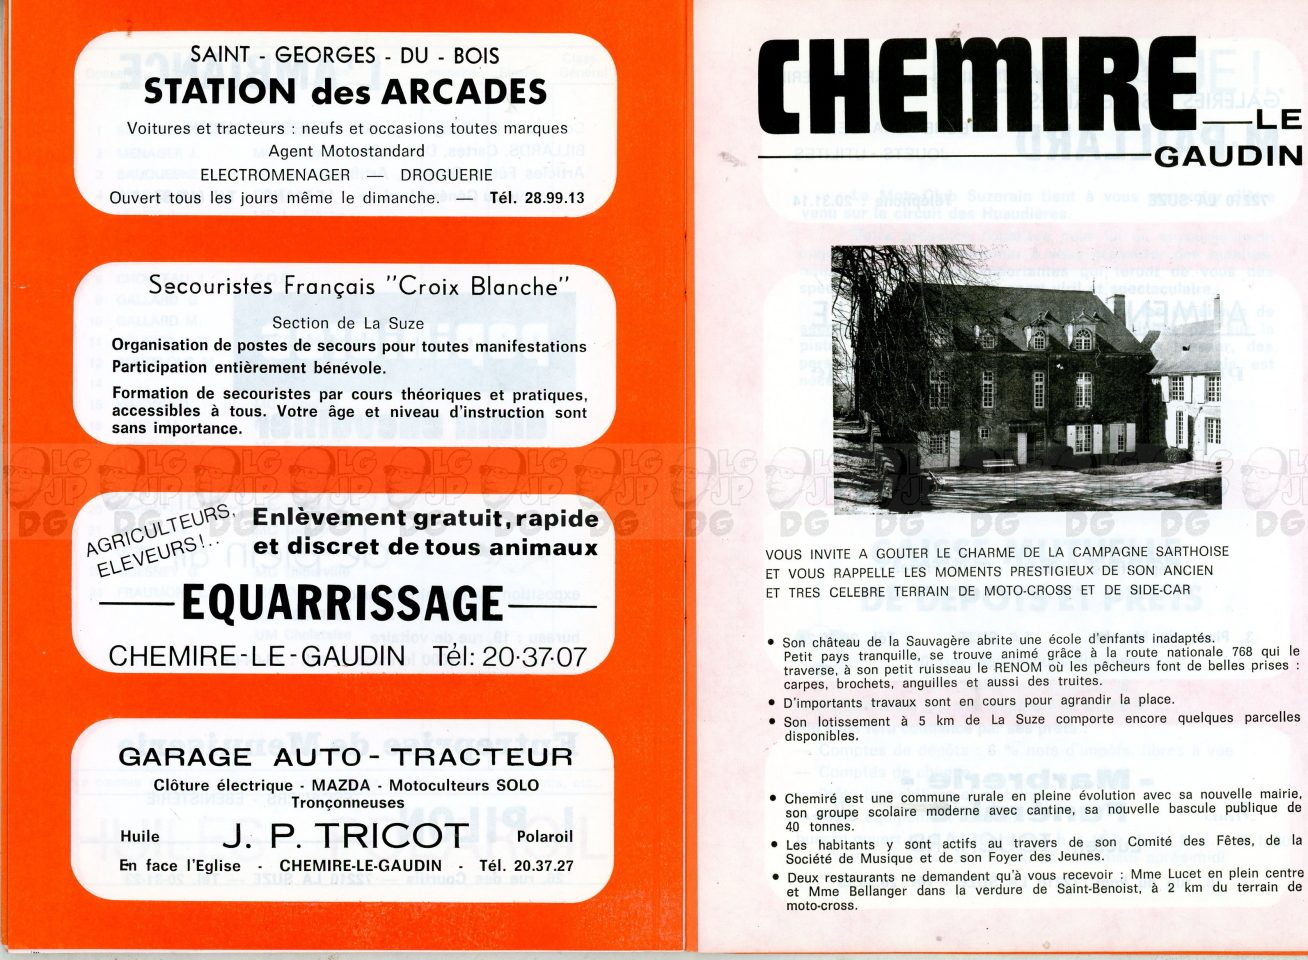 SAINT - GEORGES - DU - BOIS
STATION des ARCADES
Voitures et tracteurs : neufs et occasions toutes marques
Agent Motostandard
ELECTROMENAGER — DROGUERIE
Ouvert tous les jours même le dimanche. — Tél. 28.99.13
Secouristes Français "Croix Blanche"
Section de La Suze
Organisation de postes de secours pour toutes manifestations
Participation entièrement bénévole.
Formation de secouristes par cours théoriques et pratiques,
accessibles à tous. Votre âge et niveau d'instruction sont
sans importance.
AGRICULTEURS,
ELEVEURS!..
Enlèvement gratuit, rapide
et discret de tous animaux
EQUARRISSAGE
CHEMIRE-LE-GAUDIN Tél: 20·37·07
GARAGE AUTO - TRACTEUR
Clôture électrique - MAZDA - Motoculteurs SOLO
Tronçonneuses
Huile J. P. TRICOT Polaroil
En face l'Eglise - CHEMIRE-LE-GAUDIN - Tél. 20.37.27
CHEMIRE
—LE
GAUDIN
VOUS INVITE A GOUTER LE CHARME DE LA CAMPAGNE SARTHOISE
ET VOUS RAPPELLE LES MOMENTS PRESTIGIEUX DE SON ANCIEN
ET TRES CELEBRE TERRAIN DE MOTO-CROSS ET DE SIDE-CAR
• Son château de la Sauvagère abrite une école d'enfants inadaptés.
Petit pays tranquille, se trouve animé grâce à la route nationale 768 qui le
traverse, à son petit ruisseau le RENOM où les pêcheurs font de belles prises :
carpes, brochets, anguilles et aussi des truites.
• D'importants travaux sont en cours pour agrandir la place.
• Son lotissement à 5 km de La Suze comporte encore quelques parcelles
disponibles.
• Chemiré est une commune rurale en pleine évolution avec sa nouvelle mairie,
son groupe scolaire moderne avec cantine, sa nouvelle bascule publique de
40 tonnes.
• Les habitants y sont actifs au travers de son Comité des Fêtes, de la
Société de Musique et de son Foyer des Jeunes.
• Deux restaurants ne demandent qu'à vous recevoir : Mme Lucet en plein centre
et Mme Bellanger dans la verdure de Saint-Benoist, à 2 km du terrain de
moto-cross.
LG JP DG